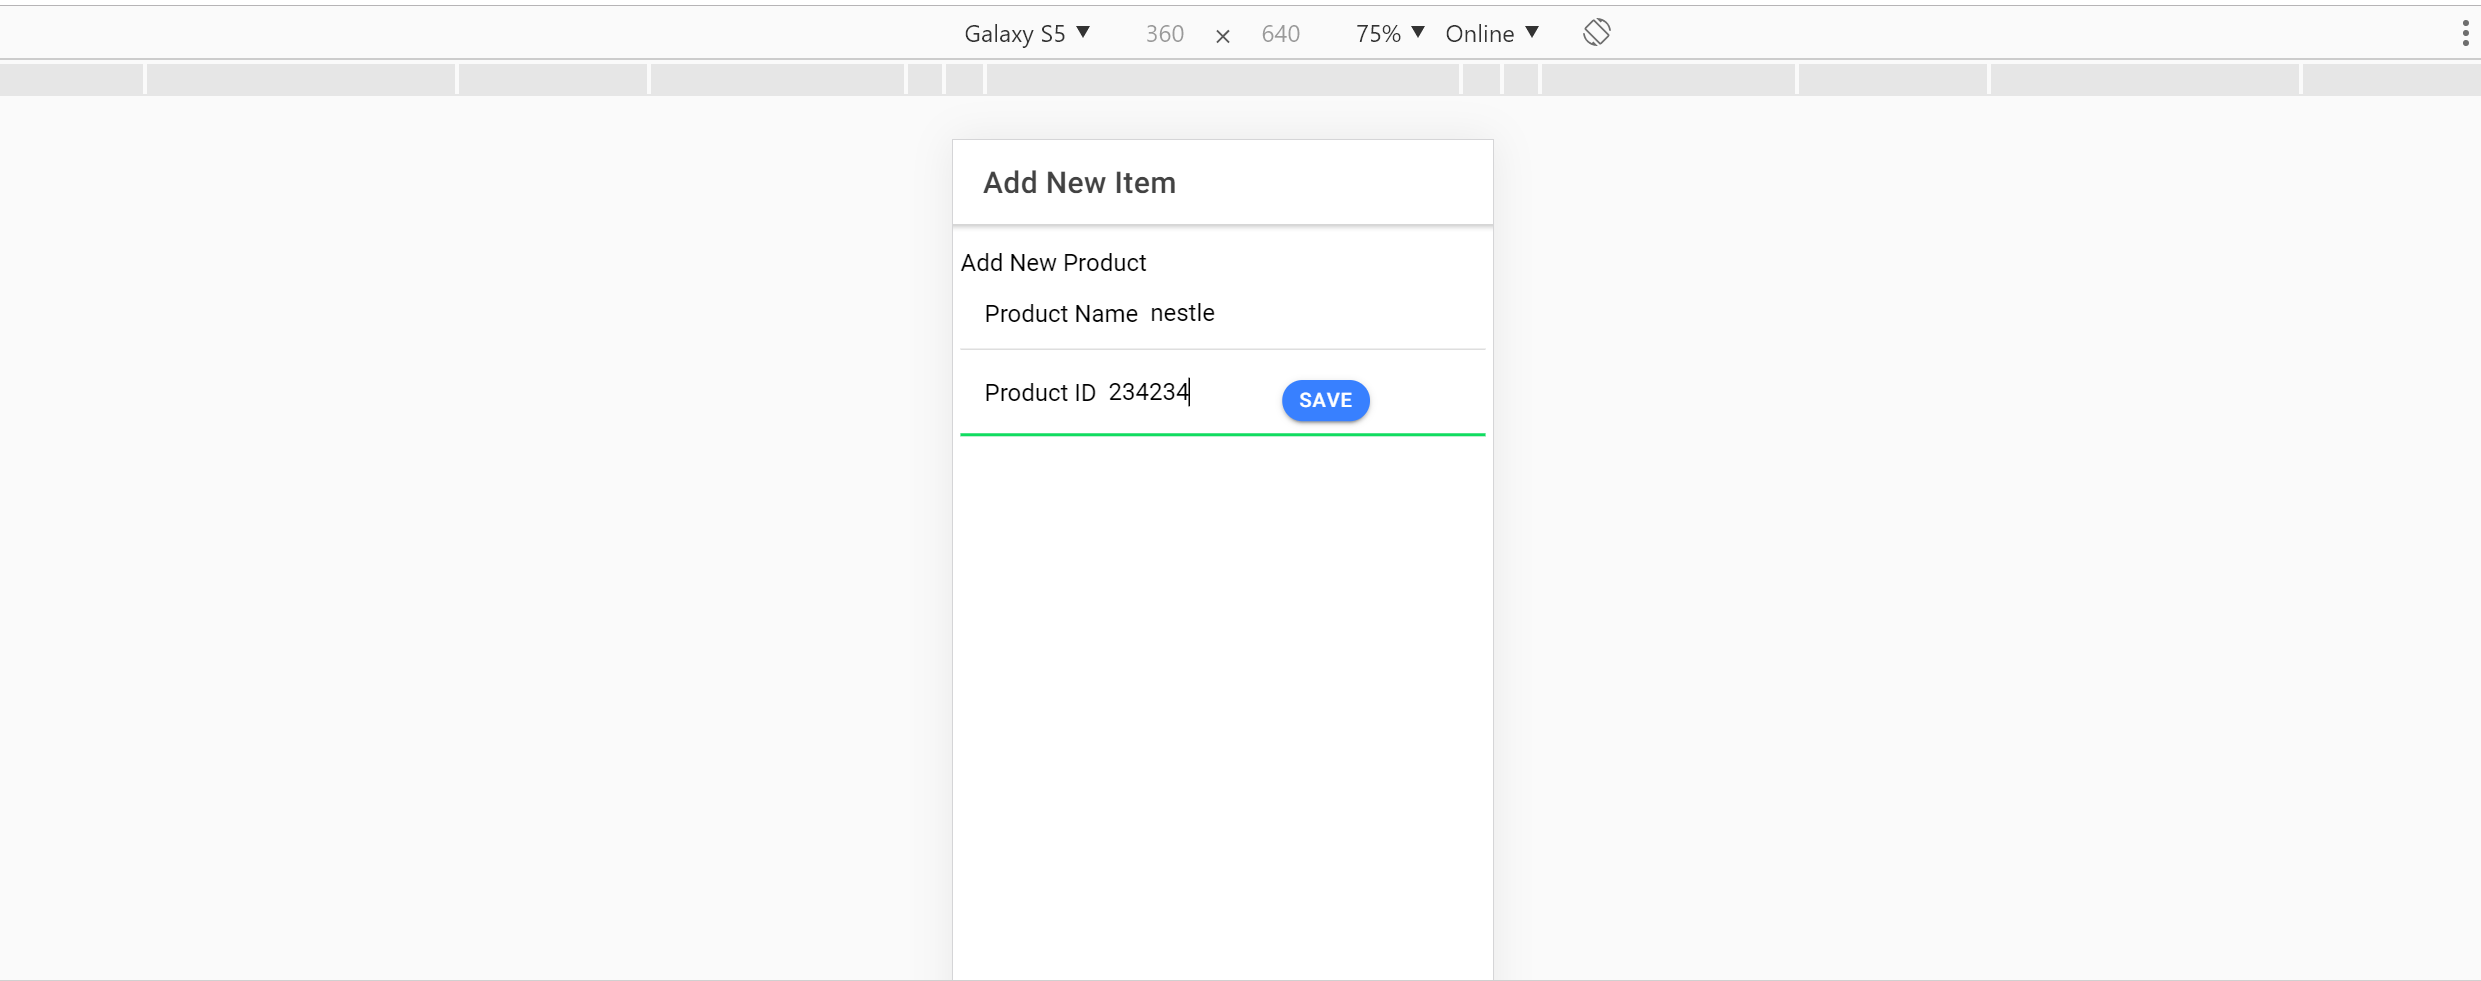 Galaxy S5 360 × 640 75% Online
Add New Item
Add New Product
Product Name nestle
Product ID 234234 SAVE